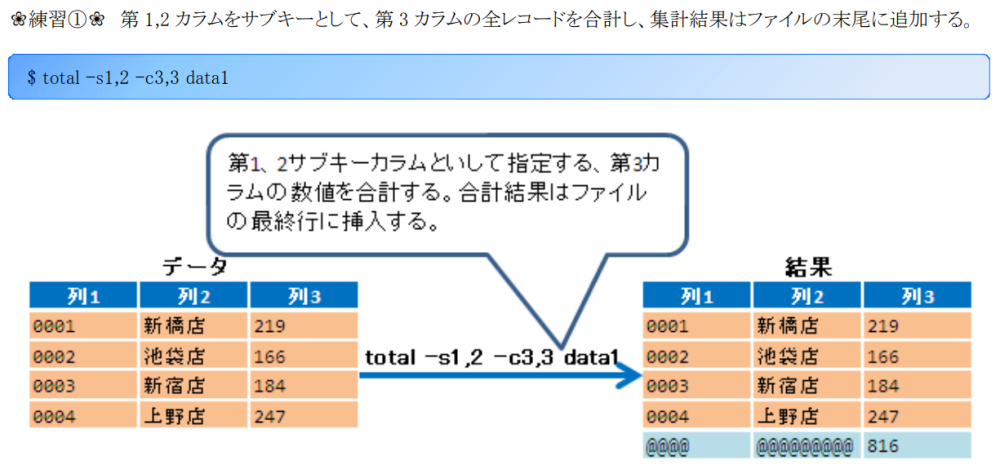 ❀練習①❀ 第1,2カラムをサブキーとして、第3カラムの全レコードを合計し、集計結果はファイルの末尾に追加する。
$ total -s1,2 -c3,3 data1
第1、2サブキーカラムといして指定する、第3カ
ラムの数値を合計する。合計結果はファイル
の最終行に挿入する。
データ
列1 列2 列3
0001 新橋店 219
0002 池袋店 166
0003 新宿店 184
0004 上野店 247
total -s1,2 -c3,3 data1
結果
列1 列2 列3
0001 新橋店 219
0002 池袋店 166
0003 新宿店 184
0004 上野店 247
@@@@ @@@@@@@@@ 816